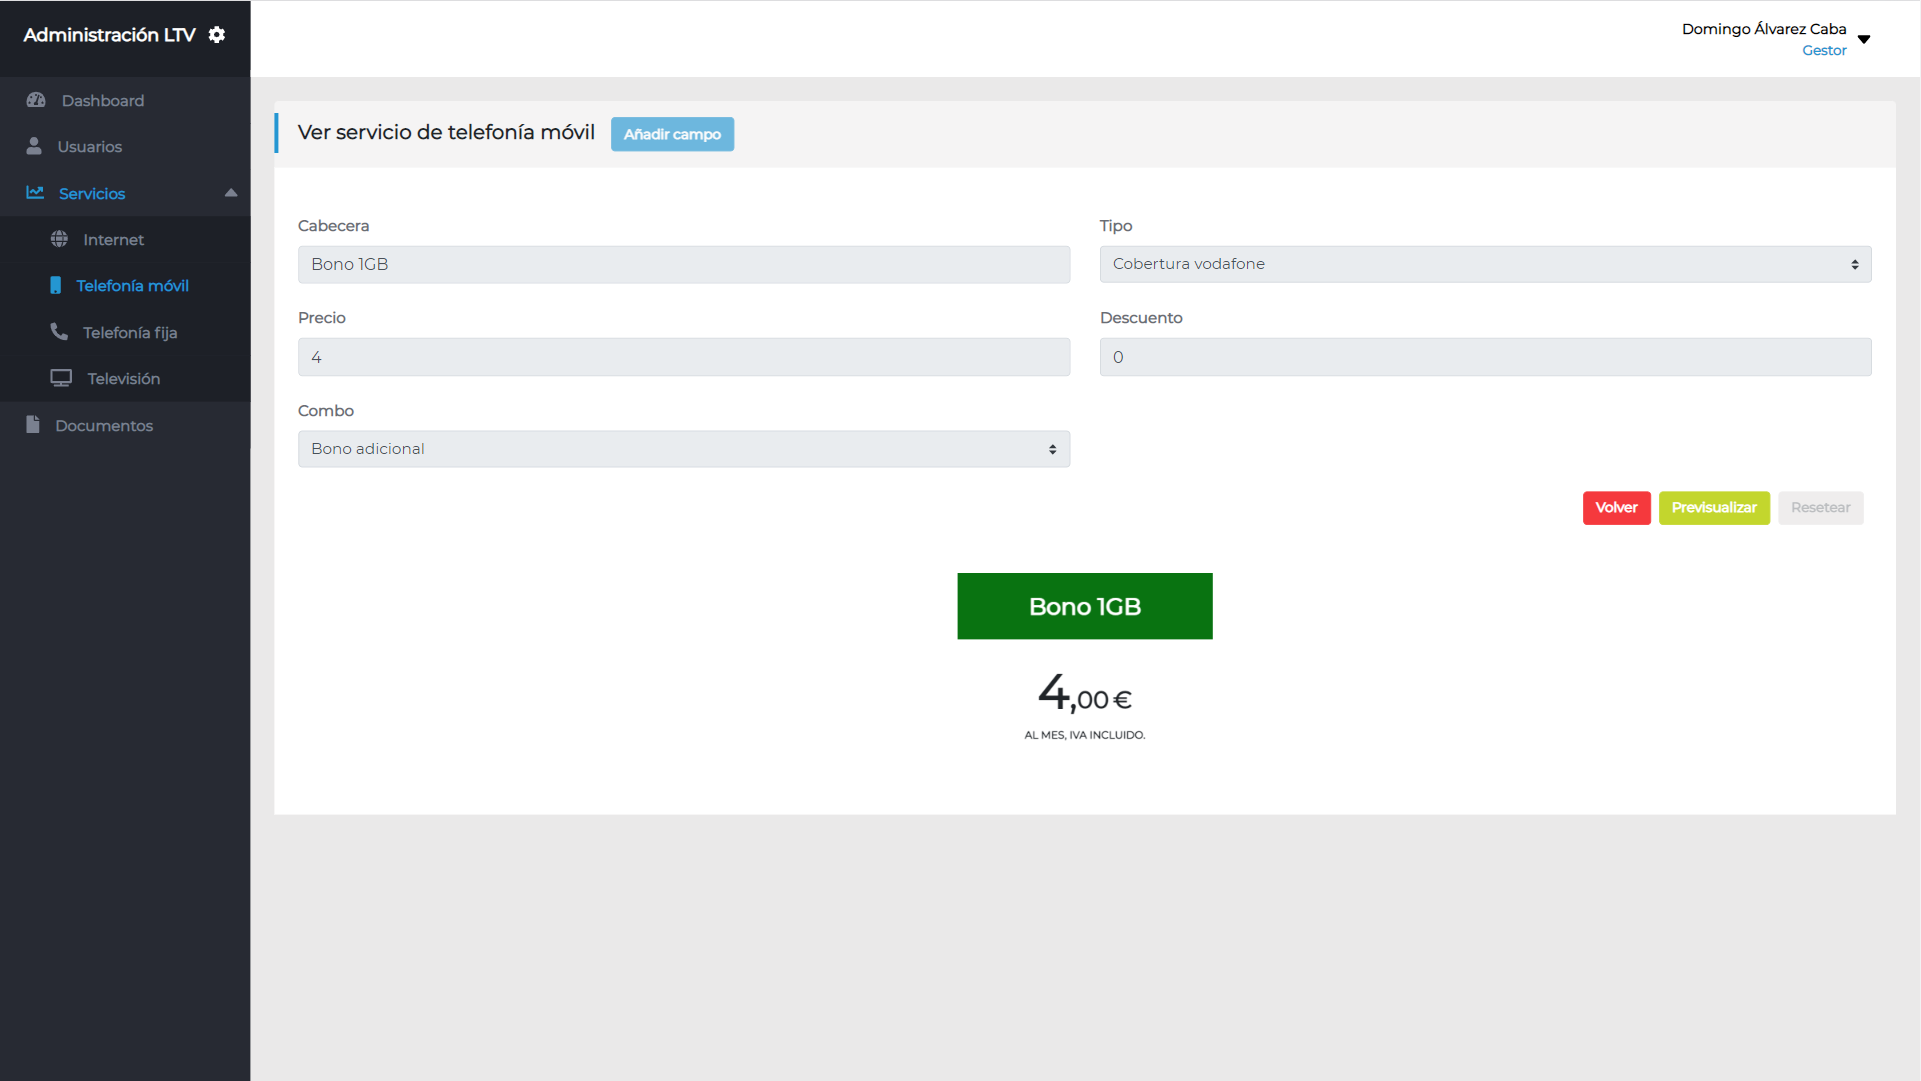 Administración LTV
Domingo Álvarez Caba
Gestor
Dashboard
Usuarios
Servicios
Internet
Telefonía móvil
Telefonía fija
Televisión
Documentos
Ver servicio de telefonía móvil
Añadir campo
Cabecera
Bono 1GB
Tipo
Cobertura vodafone
Precio
4
Descuento
0
Combo
Bono adicional
Volver
Previsualizar
Resetear
Bono 1GB
4,00 €
AL MES, IVA INCLUIDO.